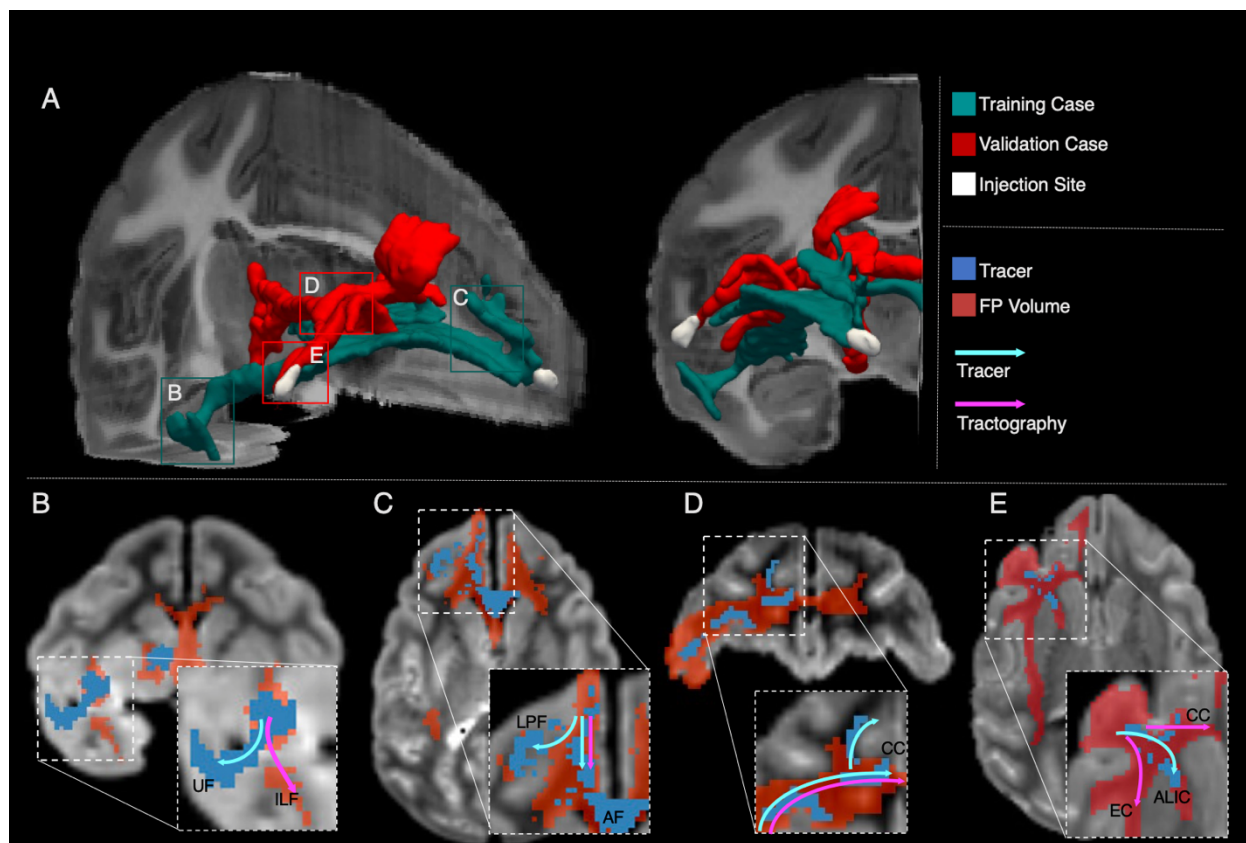 A
D
C
E
B
Training Case
Validation Case
Injection Site
Tracer
FP Volume
Tracer
Tractography
B
C
D
E
UF
ILF
LPF
AF
CC
CC
EC
ALIC